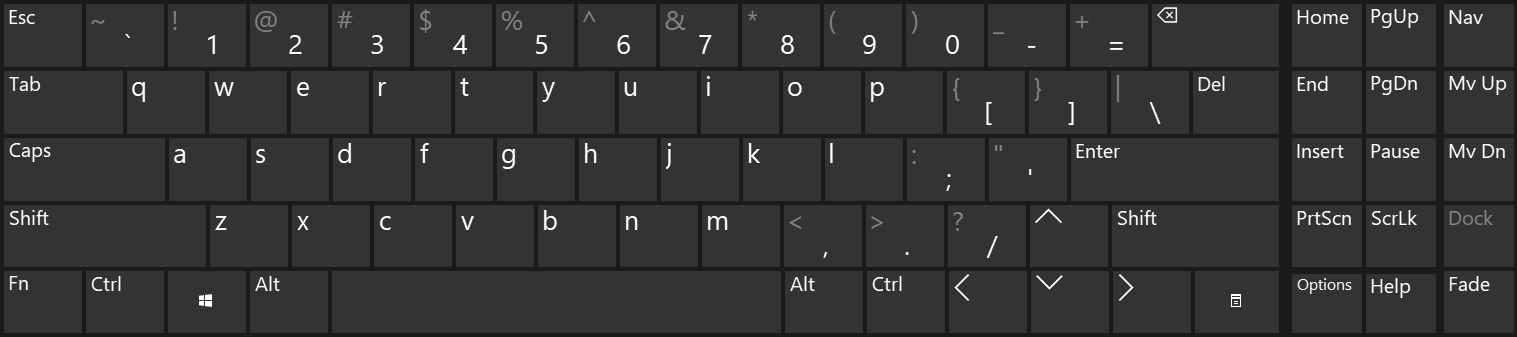 Esc ~ ` ! 1 @ 2 # 3 $ 4 % 5 ^ 6 & 7 * 8 ( 9 ) 0 _ - + = Home PgUp Nav
Tab q w e r t y u i o p { [ } ] | \ Del End PgDn Mv Up
Caps a s d f g h j k l : ; " ' Enter Insert Pause Mv Dn
Shift z x c v b n m < , > . ? / Shift PrtScn ScrLk Dock
Fn Ctrl Alt Alt Ctrl Options Help Fade